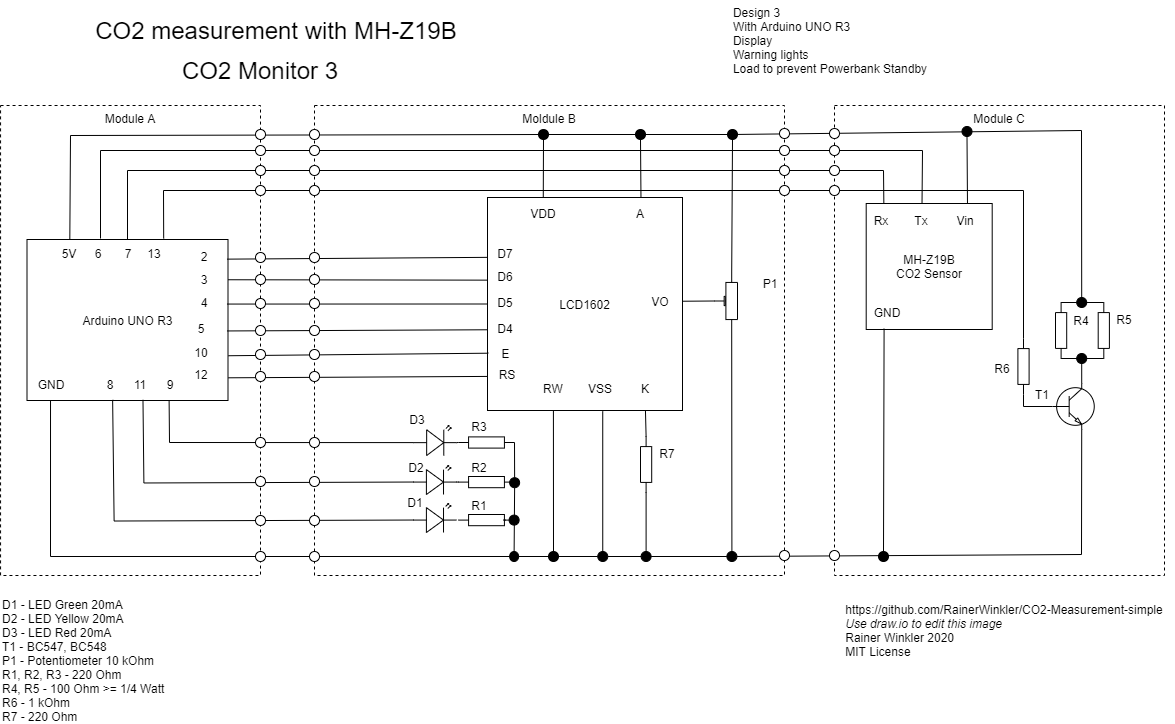 CO2 measurement with MH-Z19B
CO2 Monitor 3
Design 3
With Arduino UNO R3
Display
Warning lights
Load to prevent Powerbank Standby
Module A
Moldule B
Module C
5V 6 7 13
2
3
4
5
10
12
Arduino UNO R3
GND 8 11 9
VDD A
D7
D6
D5
D4
E
RS
LCD1602
VO
RW VSS K
P1
D3 R3
D2 R2
D1 R1
R7
Rx Tx Vin
MH-Z19B
CO2 Sensor
GND
R4 R5
R6
T1
D1 - LED Green 20mA
D2 - LED Yellow 20mA
D3 - LED Red 20mA
T1 - BC547, BC548
P1 - Potentiometer 10 kOhm
R1, R2, R3 - 220 Ohm
R4, R5 - 100 Ohm >= 1/4 Watt
R6 - 1 kOhm
R7 - 220 Ohm
https://github.com/RainerWinkler/CO2-Measurement-simple
Use draw.io to edit this image
Rainer Winkler 2020
MIT License